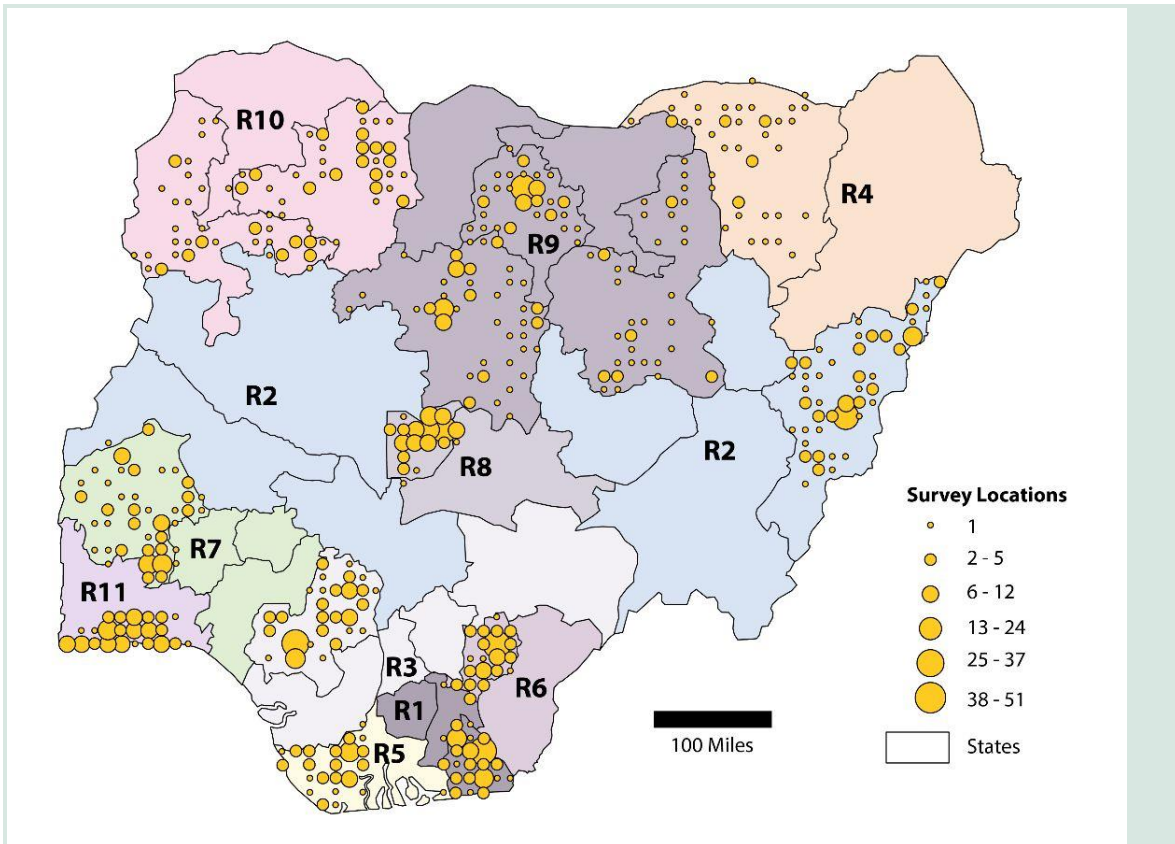 R10
R4
R9
R2
R2
R8
R7
R11
R3
R6
R1
R5
100 Miles
Survey Locations
1
2 - 5
6 - 12
13 - 24
25 - 37
38 - 51
States